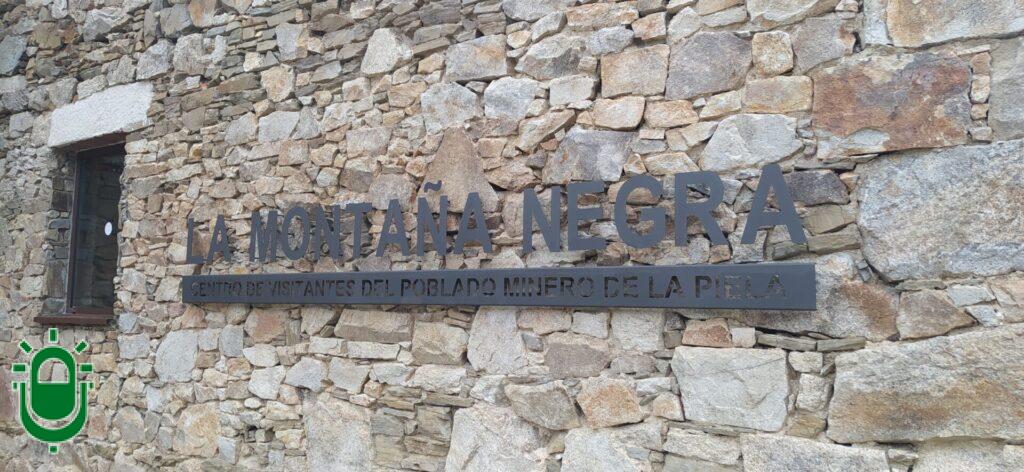 LA MONTAÑA NEGRA
CENTRO DE VISITANTES DEL POBLADO MINERO DE LA PIELA